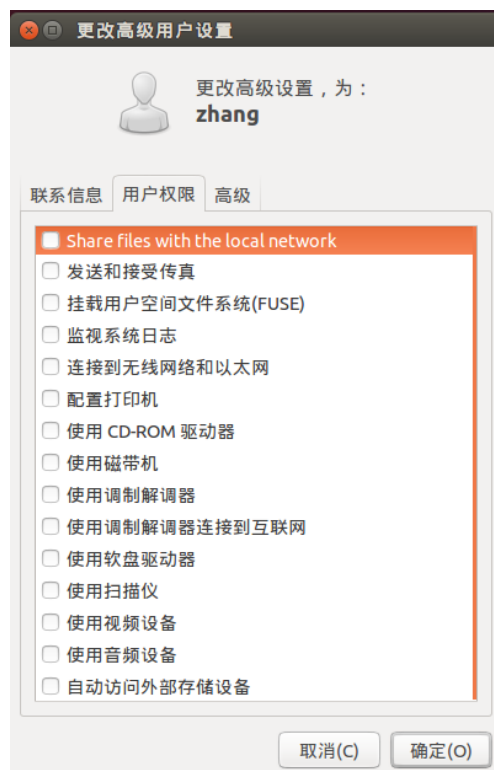 更改高级用户设置
更改高级设置，为：
zhang
联系信息 用户权限 高级
Share files with the local network
发送和接受传真
挂载用户空间文件系统(FUSE)
监视系统日志
连接到无线网络和以太网
配置打印机
使用 CD-ROM 驱动器
使用磁带机
使用调制解调器
使用调制解调器连接到互联网
使用软盘驱动器
使用扫描仪
使用视频设备
使用音频设备
自动访问外部存储设备
取消(C) 确定(O)